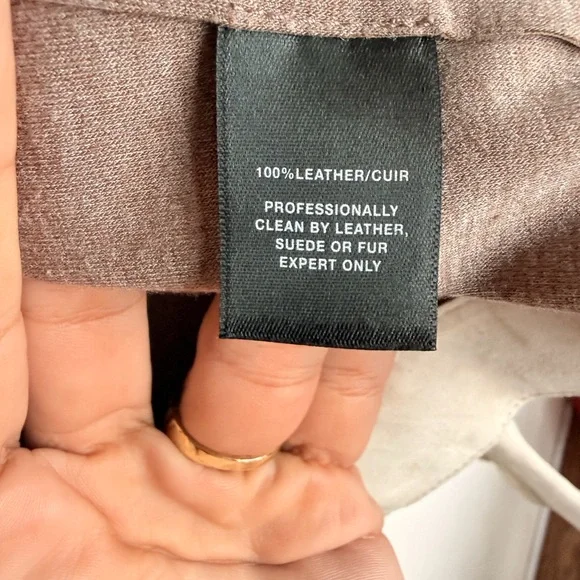 100%LEATHER/CUIR
PROFESSIONALLY
CLEAN BY LEATHER,
SUEDE OR FUR
EXPERT ONLY